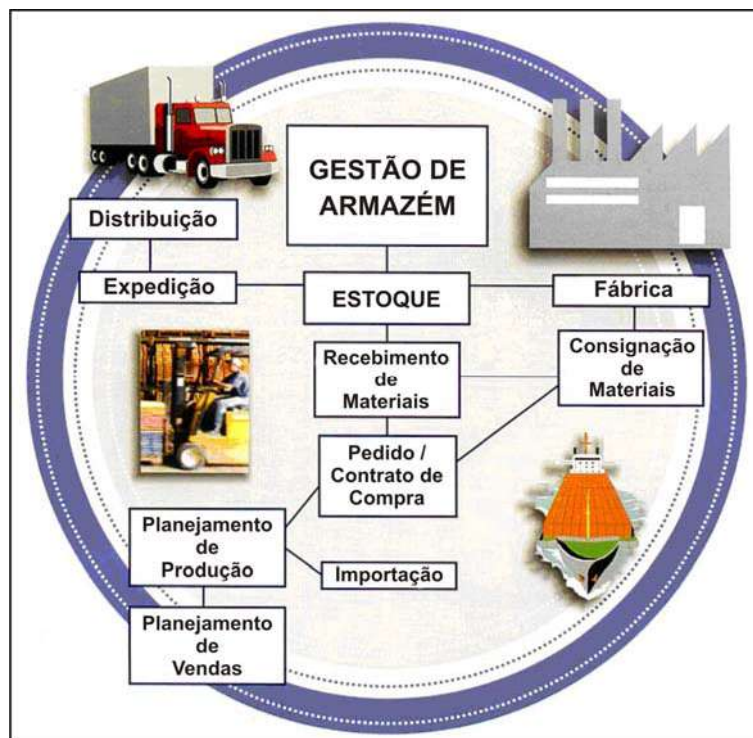 GESTÃO DE
ARMAZÉM
Distribuição
Expedição
ESTOQUE
Fábrica
Recebimento
de
Materiais
Consignação
de
Materiais
Pedido /
Contrato de
Compra
Planejamento
de
Produção
Importação
Planejamento
de
Vendas